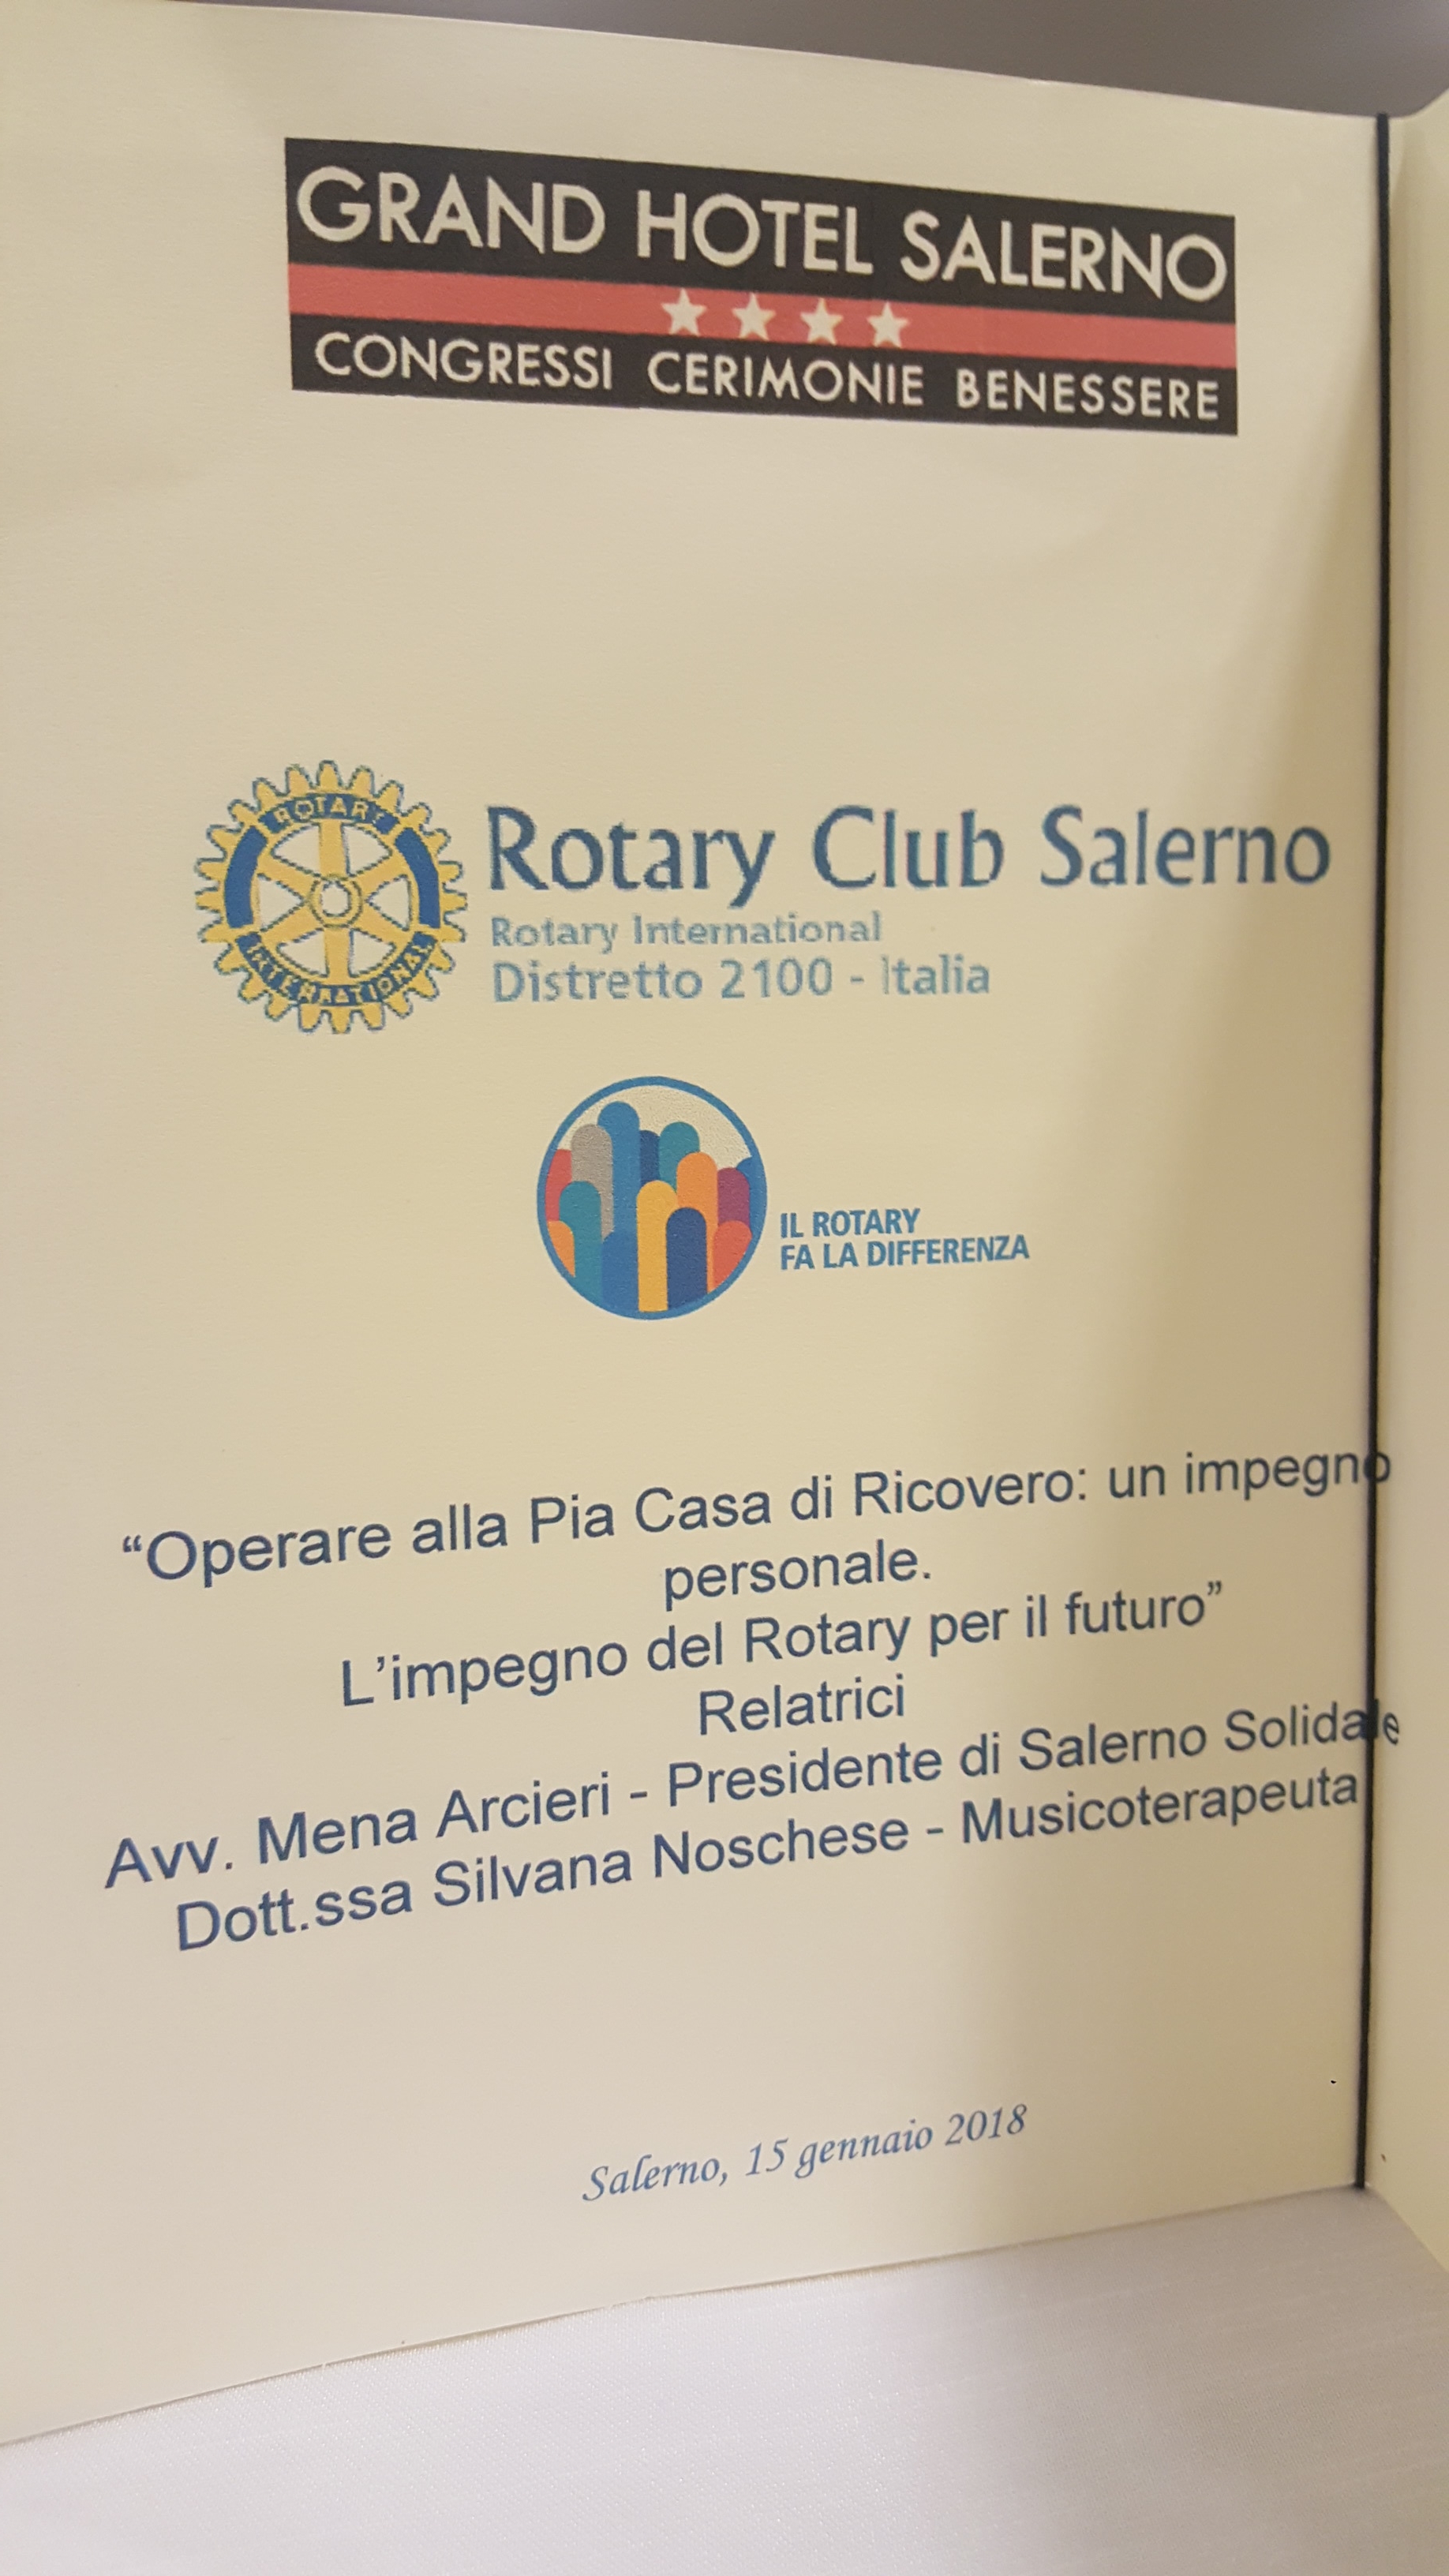 GRAND HOTEL SALERNO
CONGRESSI CERIMONIE BENESSERE
ROTARY
INTERNATIONAL
Rotary Club Salerno
Rotary International
Distretto 2100 - Italia
IL ROTARY
FA LA DIFFERENZA
“Operare alla Pia Casa di Ricovero: un impegno
personale.
L’impegno del Rotary per il futuro”
Relatrici
Avv. Mena Arcieri - Presidente di Salerno Solidale
Dott.ssa Silvana Noschese - Musicoterapeuta
Salerno, 15 gennaio 2018